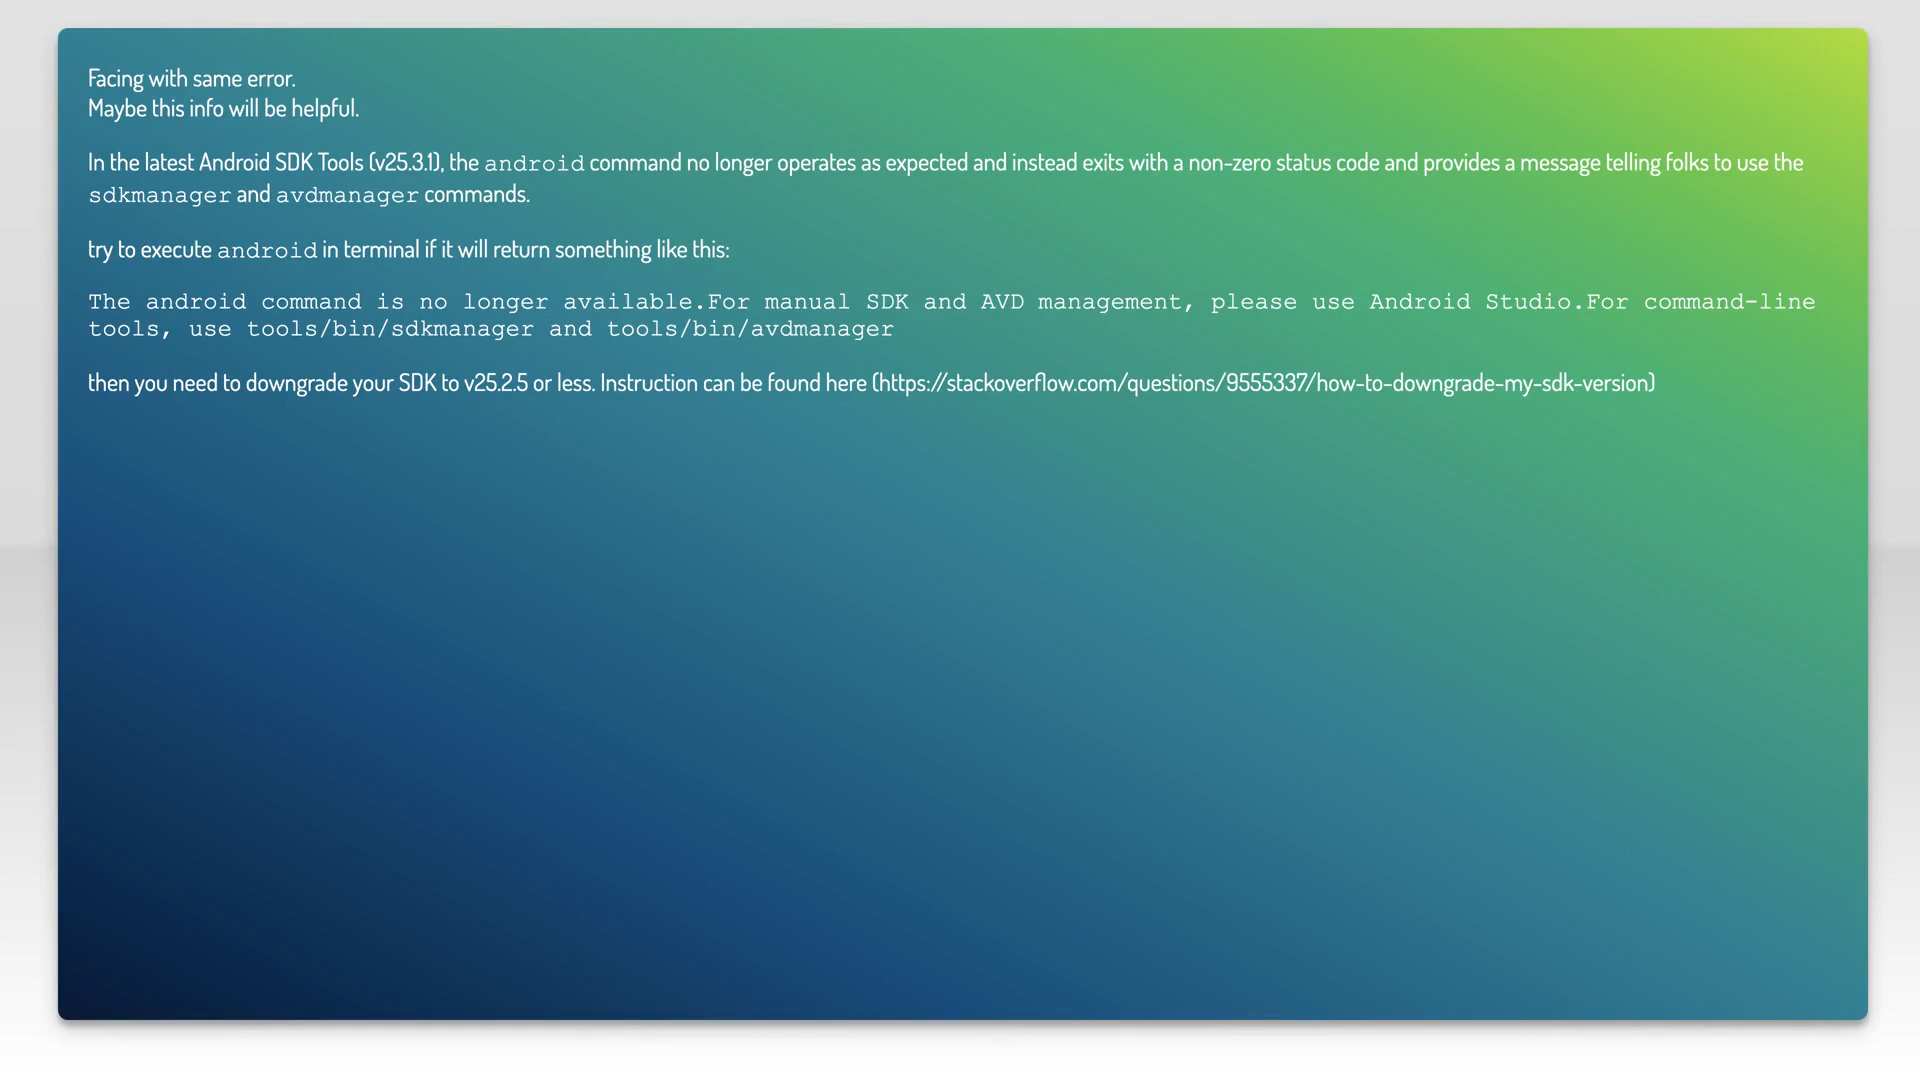 Facing with same error.
Maybe this info will be helpful.
In the latest Android SDK Tools (v25.3.1), the android command no longer operates as expected and instead exits with a non-zero status code and provides a message telling folks to use the
sdkmanager and avdmanager commands.
try to execute android in terminal if it will return something like this:
The android command is no longer available.For manual SDK and AVD management, please use Android Studio.For command-line
tools, use tools/bin/sdkmanager and tools/bin/avdmanager
then you need to downgrade your SDK to v25.2.5 or less. Instruction can be found here (https://stackoverflow.com/questions/9555337/how-to-downgrade-my-sdk-version)